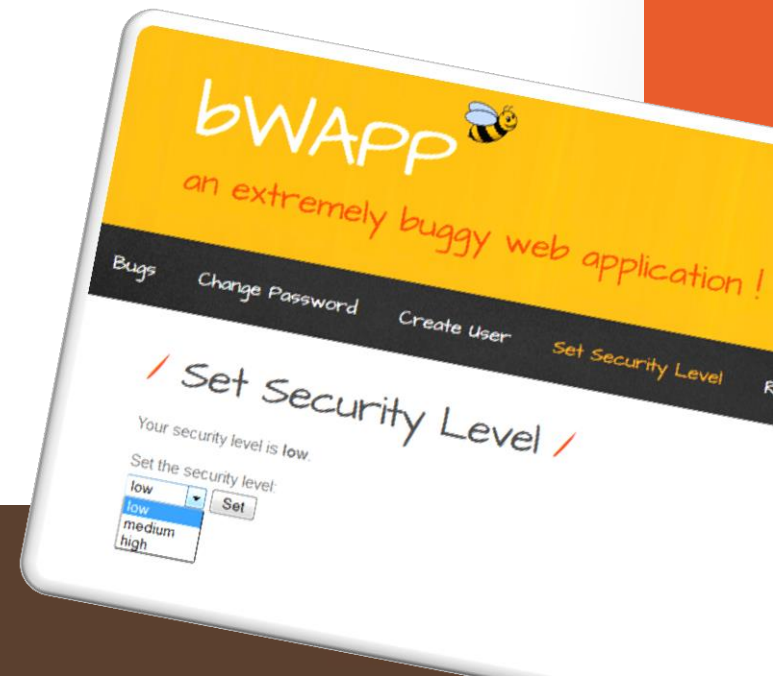 bWAPP
an extremely buggy web application !
Bugs Change Password Create User Set Security Level
/ Set Security Level /
Your security level is low.
Set the security level:
low Set
low
medium
high